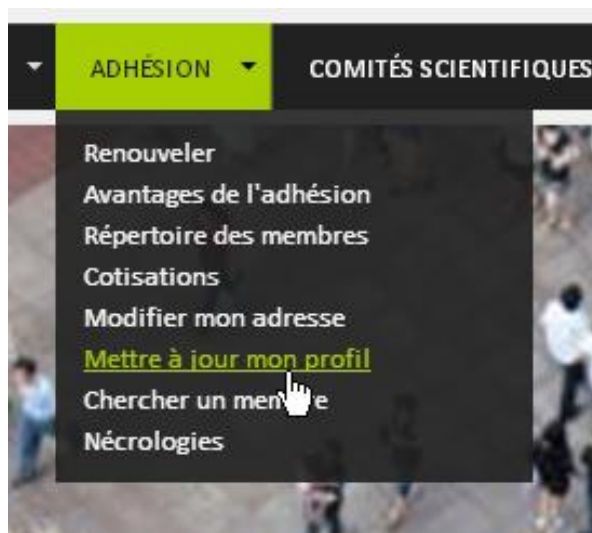 ADHÉSION COMITÉS SCIENTIFIQUES
Renouveler
Avantages de l'adhésion
Répertoire des membres
Cotisations
Modifier mon adresse
Mettre à jour mon profil
Chercher un membre
Nécrologies